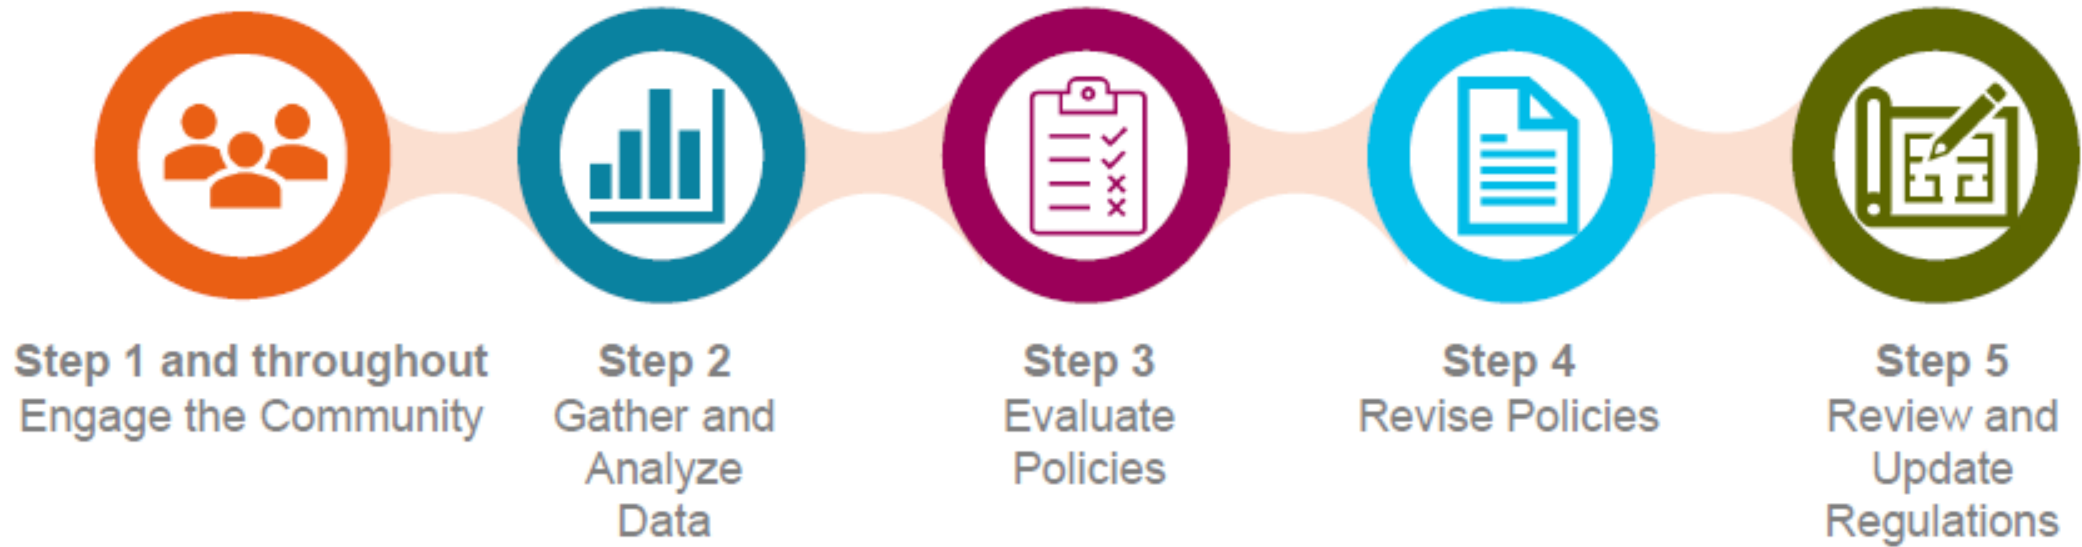 Step 1 and throughout
Engage the Community
Step 2
Gather and
Analyze
Data
Step 3
Evaluate
Policies
Step 4
Revise Policies
Step 5
Review and
Update
Regulations